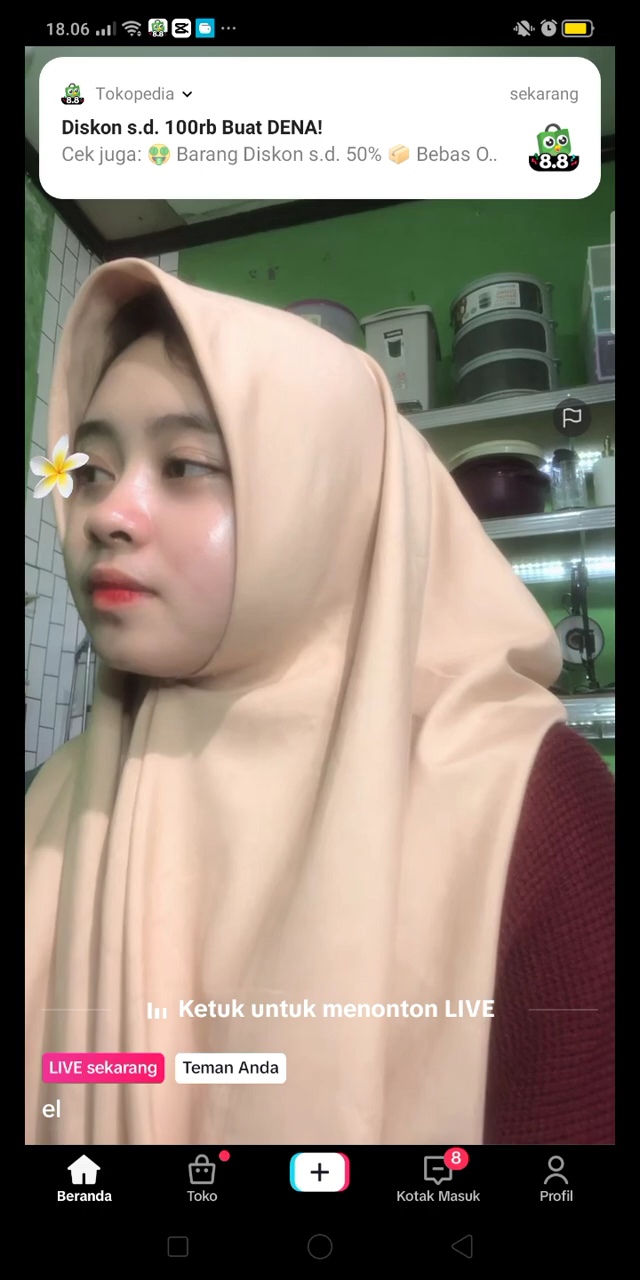 18.06
Tokopedia
sekarang
Diskon s.d. 100rb Buat DENA!
Cek juga: 🤑 Barang Diskon s.d. 50% 📦 Bebas O..
8.8
Ketuk untuk menonton LIVE
LIVE sekarang
Teman Anda
el
8
Beranda
Toko
Kotak Masuk
Profil